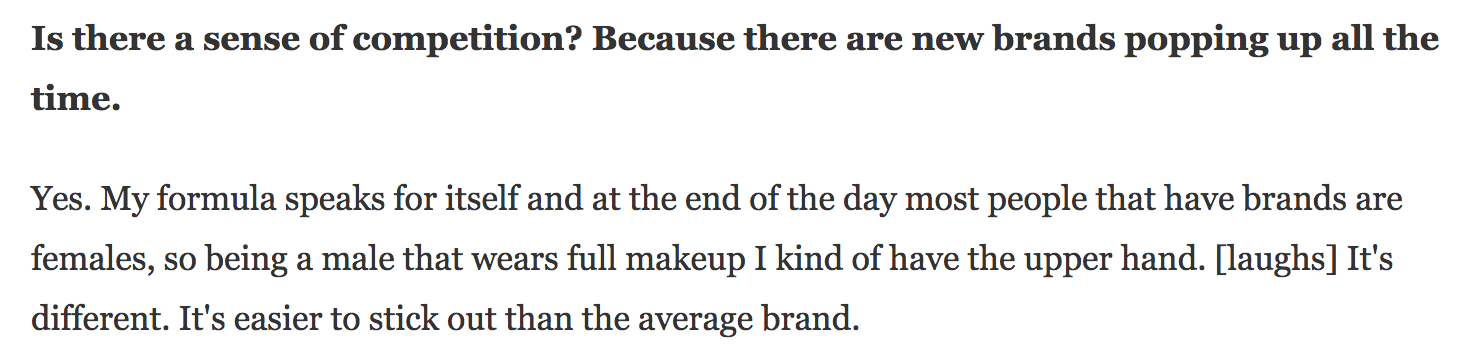 Is there a sense of competition? Because there are new brands popping up all the
time.
Yes. My formula speaks for itself and at the end of the day most people that have brands are
females, so being a male that wears full makeup I kind of have the upper hand. [laughs] It's
different. It's easier to stick out than the average brand.